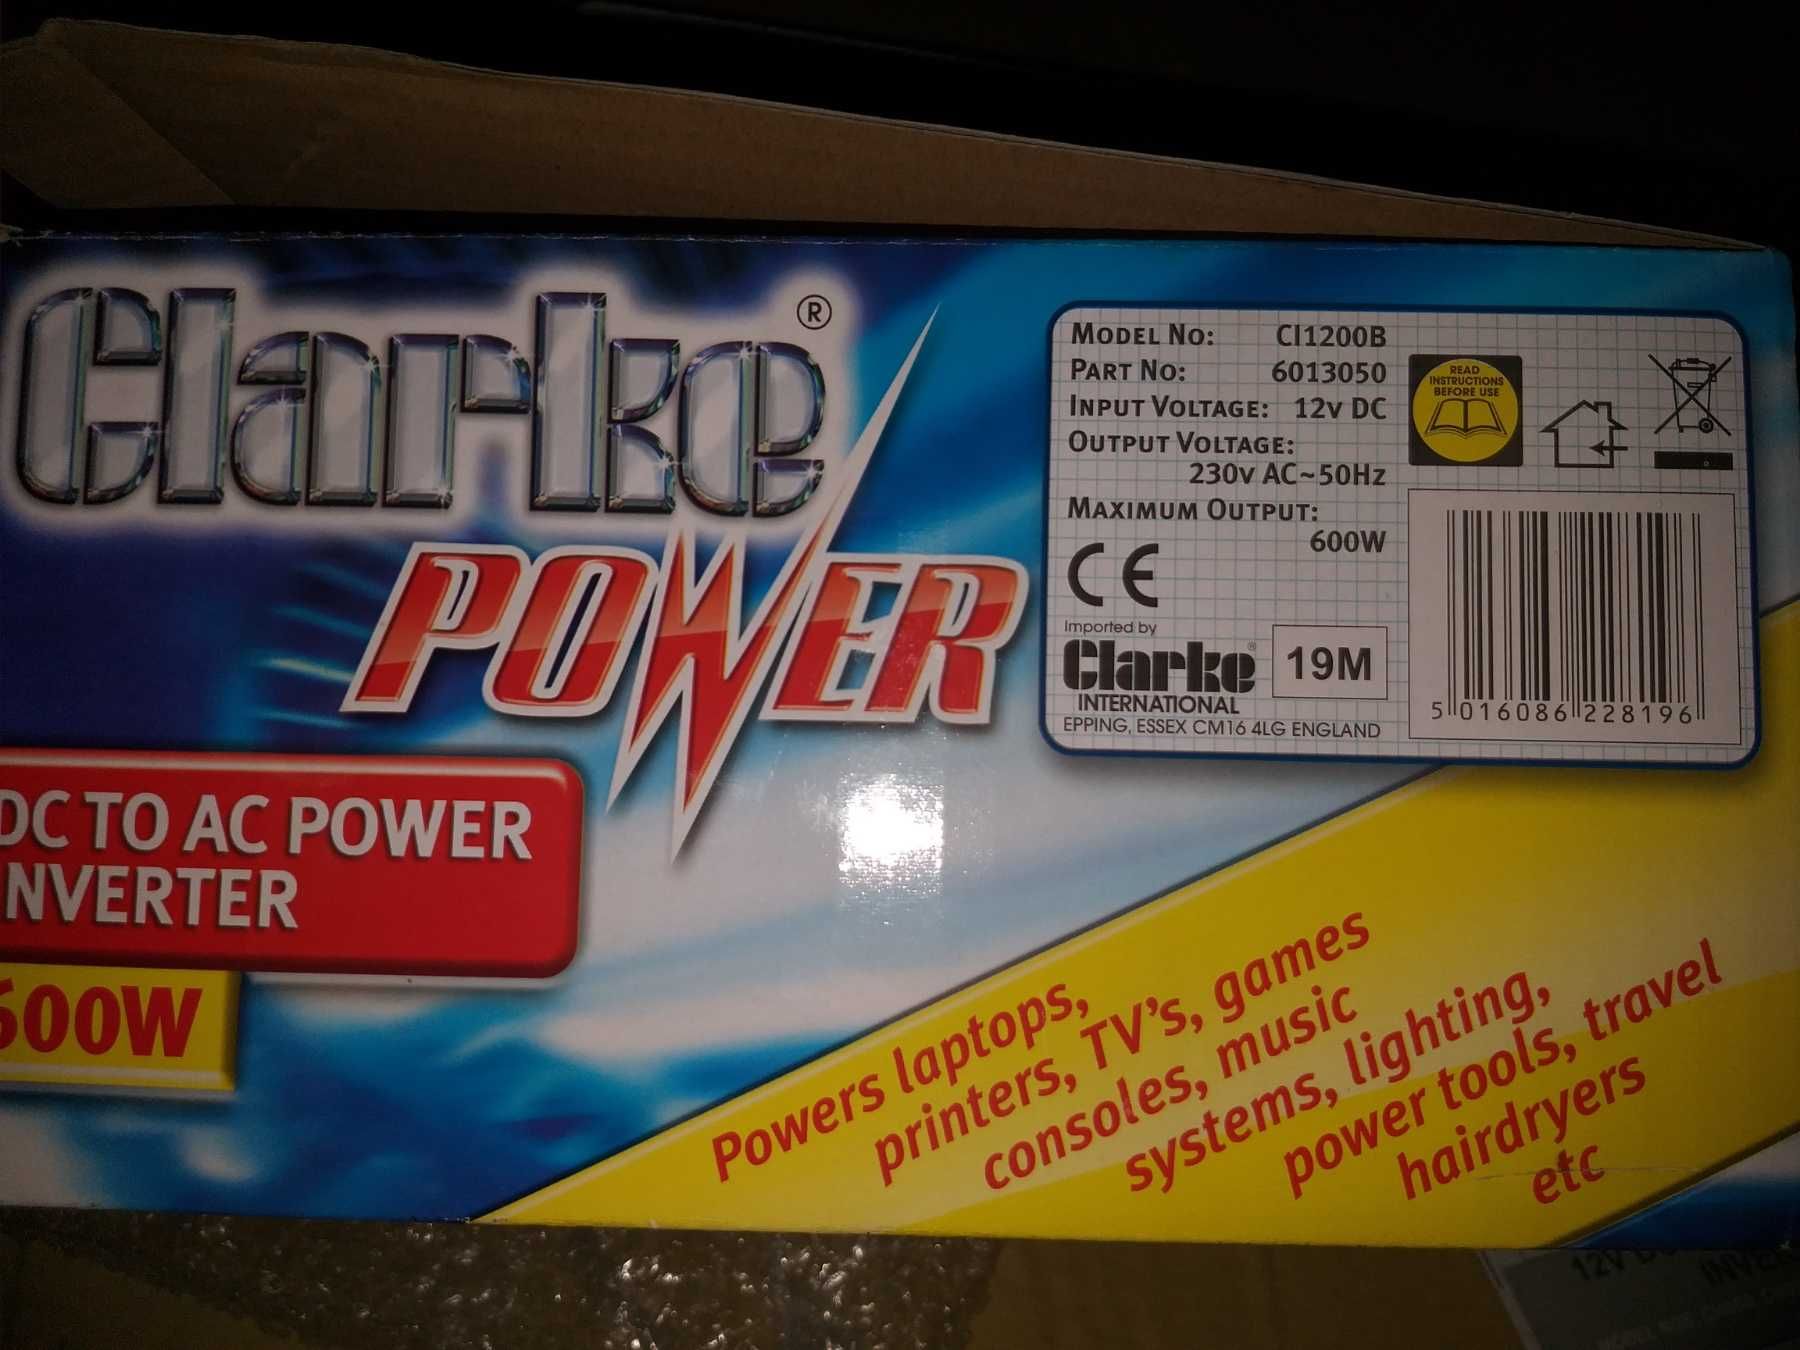 Clarke®
POWER
DC TO AC POWER
NVERTER
600W
MODEL NO: CI1200B
PART NO: 6013050
INPUT VOLTAGE: 12V DC
OUTPUT VOLTAGE:
230V AC~50HZ
MAXIMUM OUTPUT:
600W
CE
Imported by
Clarke®
INTERNATIONAL
EPPING, ESSEX CM16 4LG ENGLAND
19M
READ
INSTRUCTIONS
BEFORE USE
5 016086 228196
Powers laptops,
printers, TV's, games
consoles, music
systems, lighting,
power tools, travel
hairdryers
etc
12V